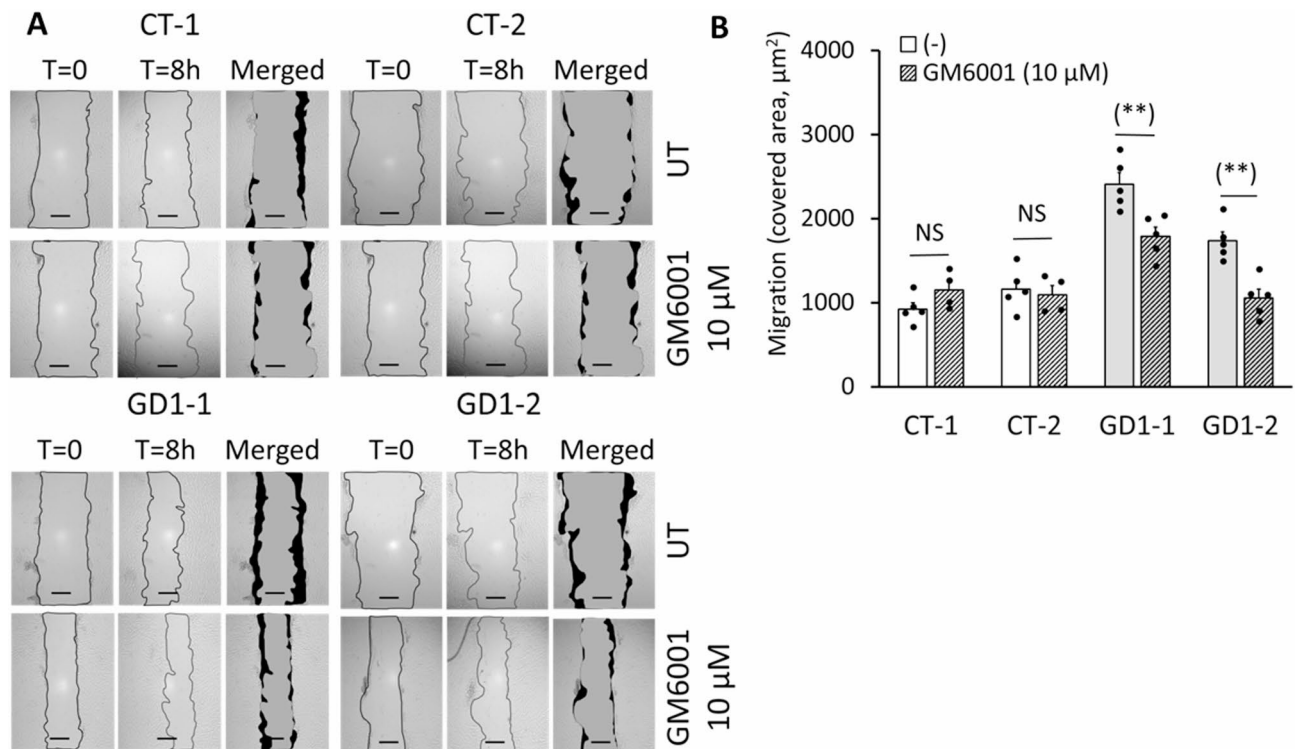 A
CT-1 CT-2
T=0 T=8h Merged T=0 T=8h Merged
UT
GM6001
10 µM
GD1-1 GD1-2
T=0 T=8h Merged T=0 T=8h Merged
UT
GM6001
10 µM
B
(-)
GM6001 (10 µM)
Migration (covered area, µm²)
4000
3000
2000
1000
0
NS
NS
(**)
(**)
CT-1 CT-2 GD1-1 GD1-2